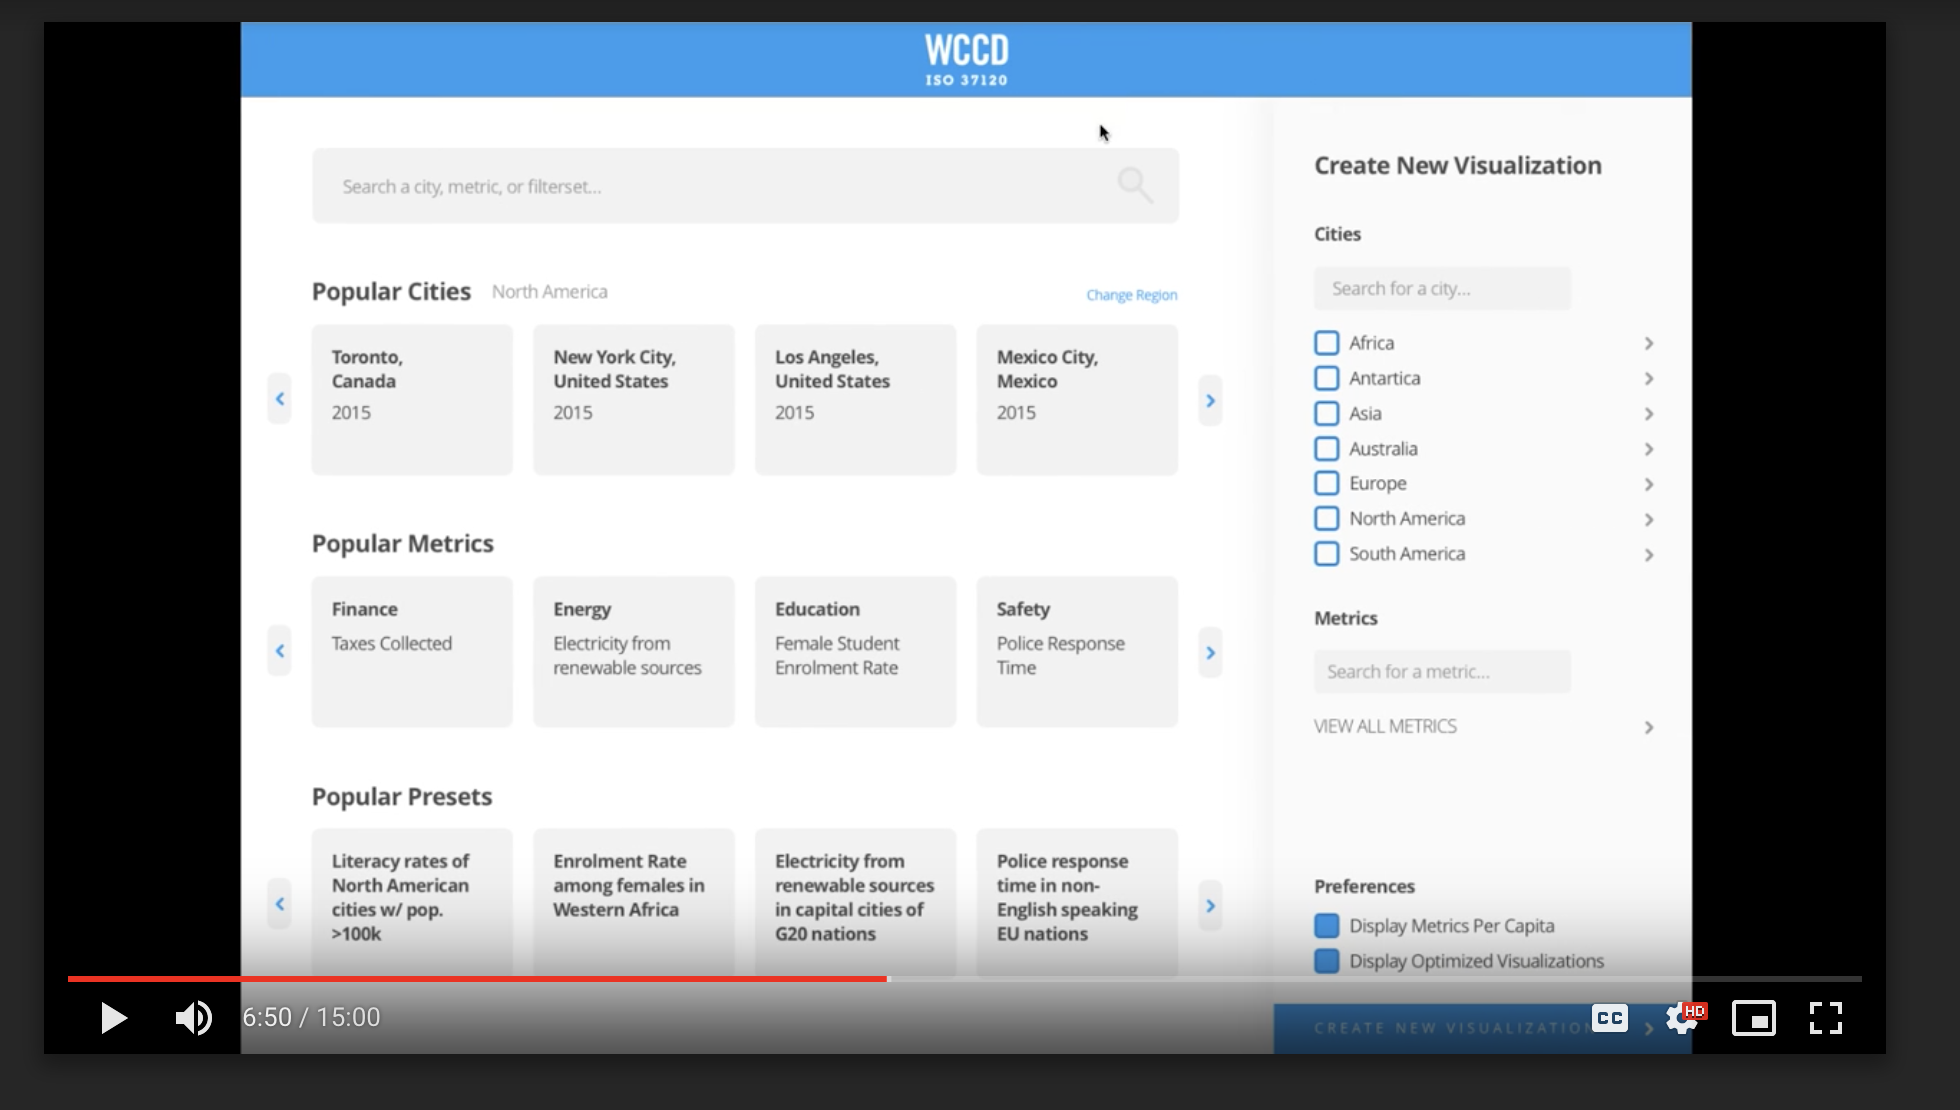 WCCD
ISO 37120
Search a city, metric, or filterset...
Popular Cities North America Change Region
Toronto,
Canada
2015
New York City,
United States
2015
Los Angeles,
United States
2015
Mexico City,
Mexico
2015
Popular Metrics
Finance
Taxes Collected
Energy
Electricity from
renewable sources
Education
Female Student
Enrolment Rate
Safety
Police Response
Time
Popular Presets
Literacy rates of
North American
cities w/ pop.
>100k
Enrolment Rate
among females in
Western Africa
Electricity from
renewable sources
in capital cities of
G20 nations
Police response
time in non-
English speaking
EU nations
Create New Visualization
Cities
Search for a city...
Africa
Antartica
Asia
Australia
Europe
North America
South America
Metrics
Search for a metric...
VIEW ALL METRICS
Preferences
Display Metrics Per Capita
Display Optimized Visualizations
CREATE NEW VISUALIZATION
6:50 / 15:00
CC
HD